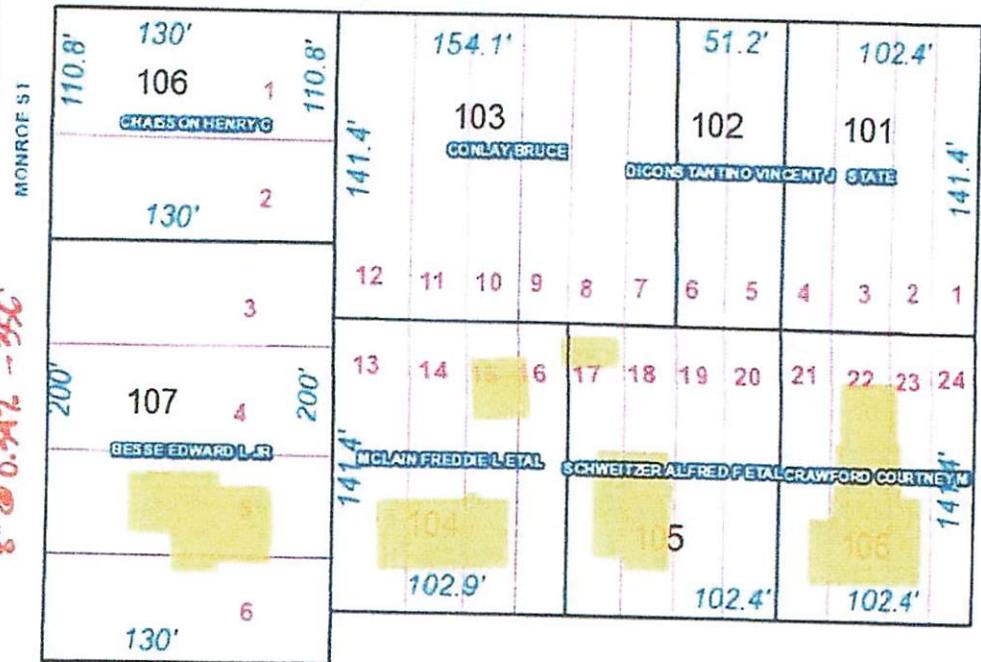 130'
154.1'
51.2'
102.4'
110.8'
106
1
110.8'
103
102
101
CHAISSON HENRY C
CONLAY BRUCE
DICONSTANTINO VINCENT J
STATE
MONROE ST
141.4'
141.4'
2
130'
12 11 10 9 8 7 6 5 4 3 2 1
3
13 14 15 16 17 18 19 20 21 22 23 24
200'
107
4
200'
BESSE EDWARD L JR
MCLAIN FREDDIE L ETAL
SCHWEITZER ALFRED F ETAL
CRAWFORD COURTNEY M
141.4'
141.4'
5
104
105
106
102.9'
102.4'
102.4'
6
130'